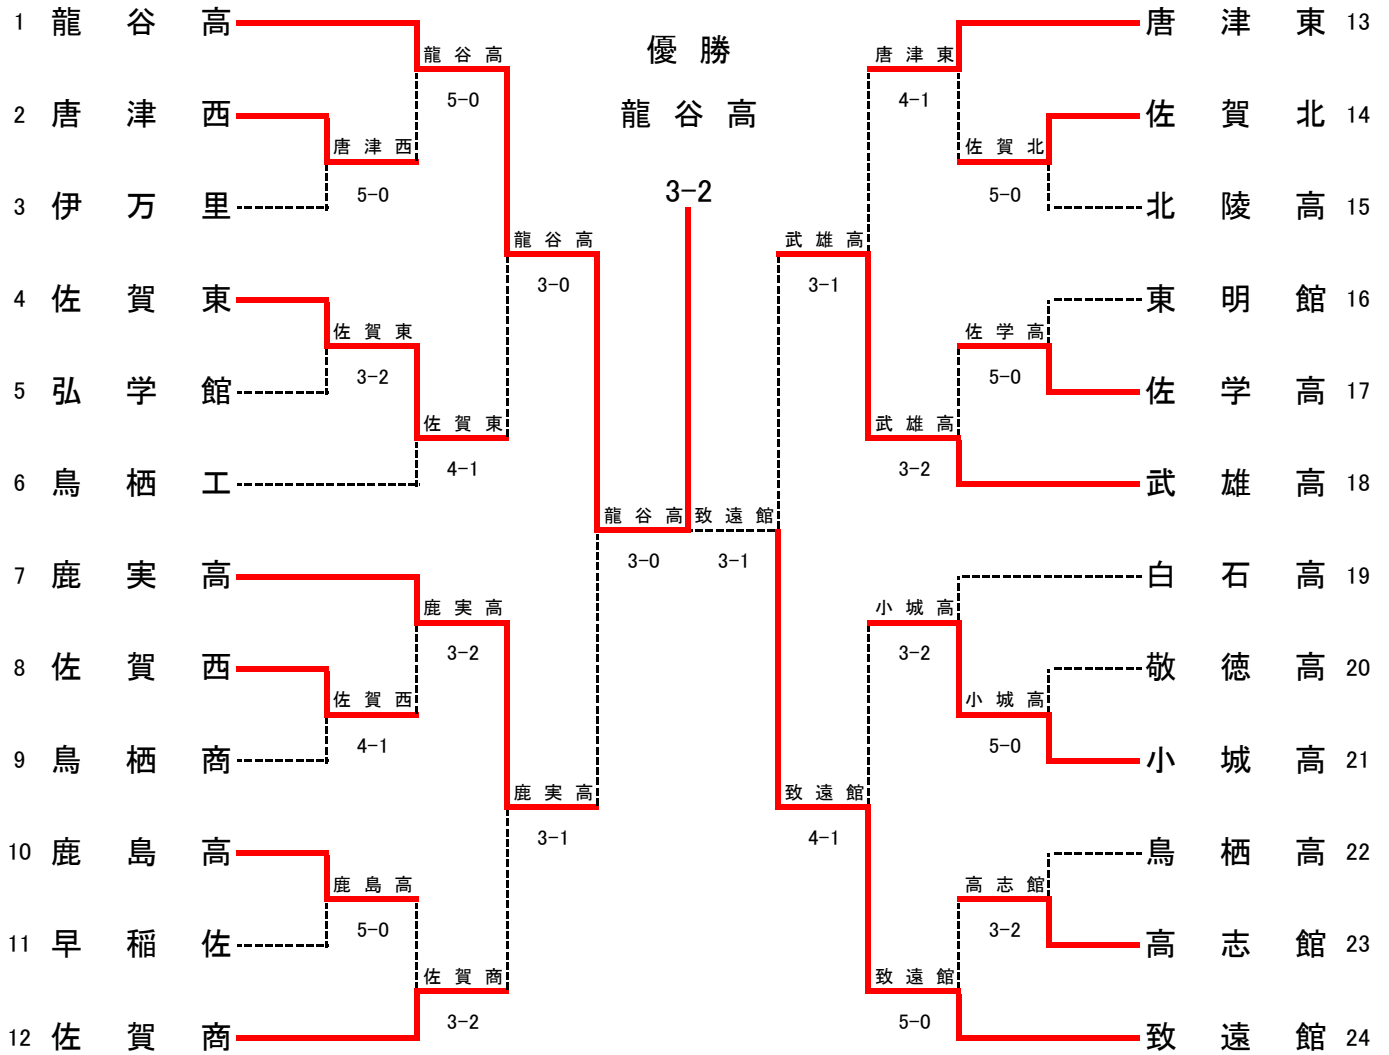 1 龍谷高
2 唐津西
3 伊万里
4 佐賀東
5 弘学館
6 鳥栖工
7 鹿実高
8 佐賀西
9 鳥栖商
10 鹿島高
11 早稲佐
12 佐賀商
唐津西
5-0
佐賀東
3-2
佐賀西
4-1
鹿島高
5-0
龍谷高
5-0
佐賀東
4-1
鹿実高
3-2
佐賀商
3-2
龍谷高
3-0
鹿実高
3-1
龍谷高
3-0
優勝
龍谷高
3-2
致遠館
3-1
武雄高
3-1
致遠館
4-1
唐津東
4-1
武雄高
3-2
小城高
3-2
致遠館
5-0
佐賀北
5-0
佐学高
5-0
小城高
5-0
高志館
3-2
唐津東 13
佐賀北 14
北陵高 15
東明館 16
佐学高 17
武雄高 18
白石高 19
敬徳高 20
小城高 21
鳥栖高 22
高志館 23
致遠館 24